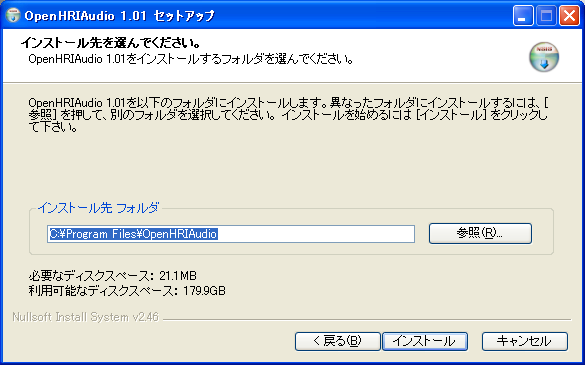 OpenHRIAudio 1.01 セットアップ
インストール先を選んでください。
OpenHRIAudio 1.01をインストールするフォルダを選んでください。
OpenHRIAudio 1.01を以下のフォルダにインストールします。異なったフォルダにインストールするには、[
参照] を押して、別のフォルダを選択してください。 インストールを始めるには [インストール] をクリックし
て下さい。
インストール先 フォルダ
C:¥Program Files¥OpenHRIAudio
参照(R)...
必要なディスクスペース: 21.1MB
利用可能なディスクスペース: 179.9GB
Nullsoft Install System v2.46
< 戻る(B)
インストール
キャンセル